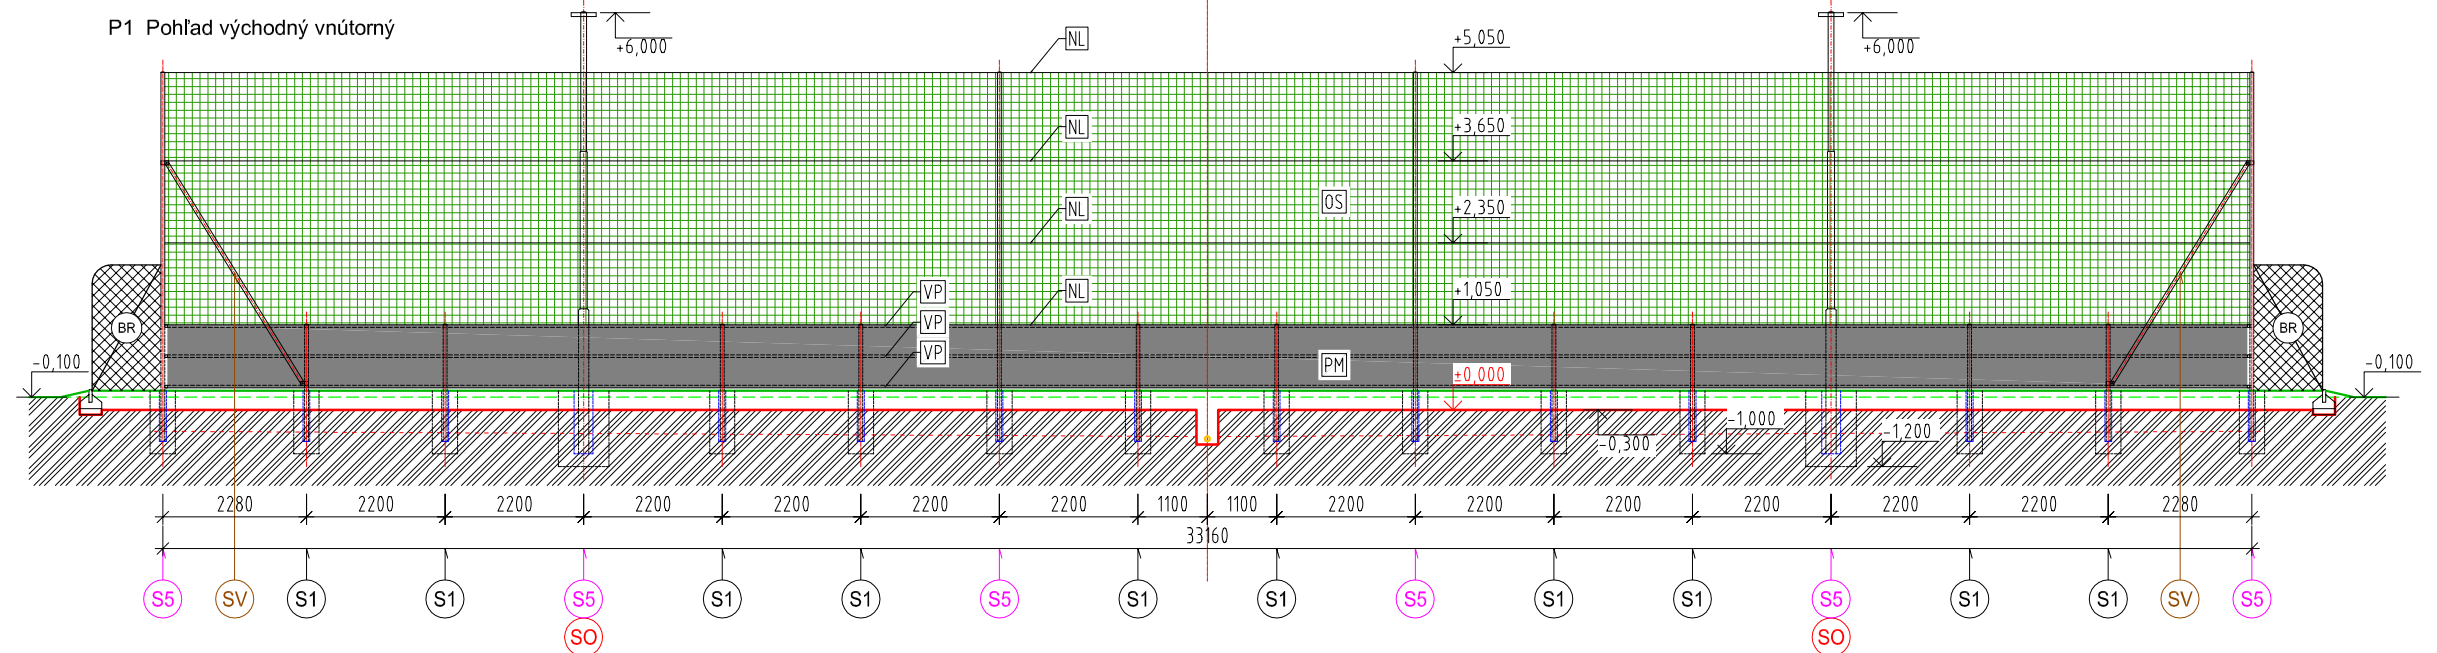 P1 Pohľad východný vnútorný
+6,000
NL
+5,050
+6,000
NL
+3,650
OS
NL
+2,350
VP
NL
+1,050
BR
VP
BR
VP
PM
-0,100
±0,000
-0,100
-0,300
-1,000
-1,200
2280 2200 2200 2200 2200 2200 2200 1100 1100 2200 2200 2200 2200 2200 2200 2280
33160
S5 SV S1 S1 S5 S1 S1 S5 S1 S1 S5 S1 S1 S5 S1 S1 SV S5
SO SO